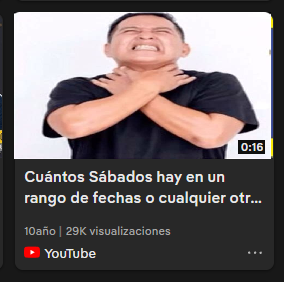 0:16
Cuántos Sábados hay en un
rango de fechas o cualquier otr...
10año | 29K visualizaciones
YouTube